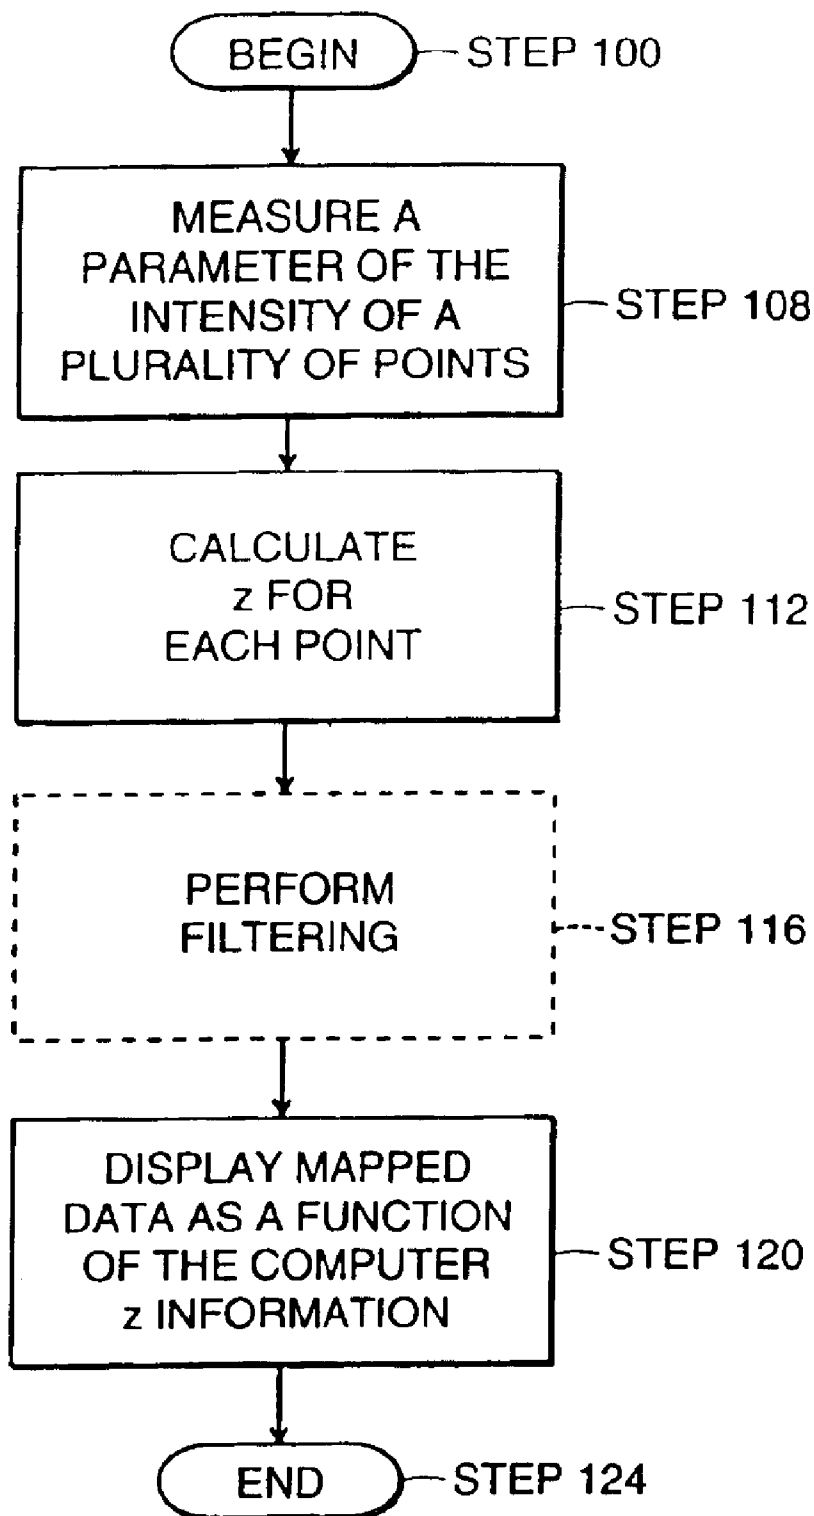 BEGIN STEP 100
MEASURE A
PARAMETER OF THE
INTENSITY OF A
PLURALITY OF POINTS
STEP 108
CALCULATE
z FOR
EACH POINT
STEP 112
PERFORM
FILTERING
STEP 116
DISPLAY MAPPED
DATA AS A FUNCTION
OF THE COMPUTER
z INFORMATION
STEP 120
END STEP 124